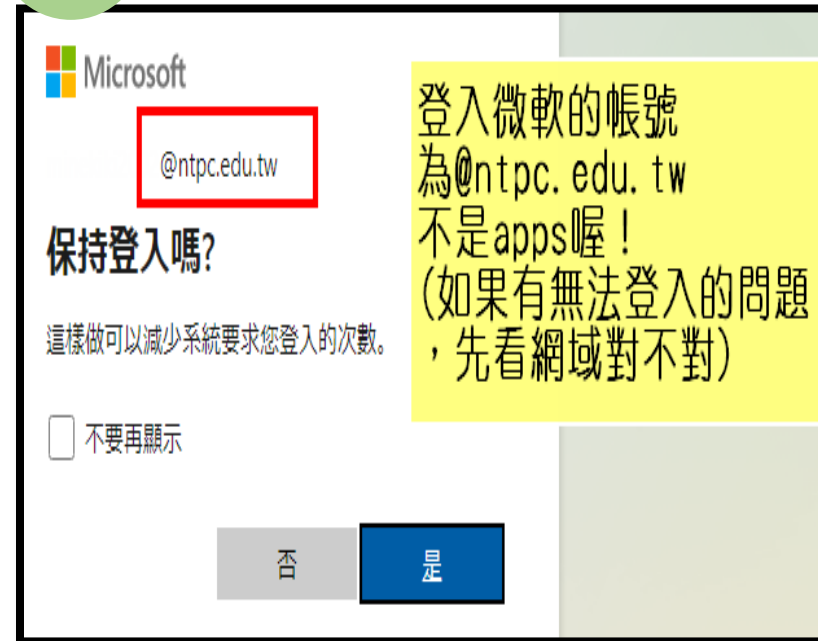 Microsoft
@ntpc.edu.tw
保持登入嗎?
這樣做可以減少系統要求您登入的次數。
不要再顯示
否
是
登入微軟的帳號
為@ntpc.edu.tw
不是apps喔！
(如果有無法登入的問題
，先看網域對不對)